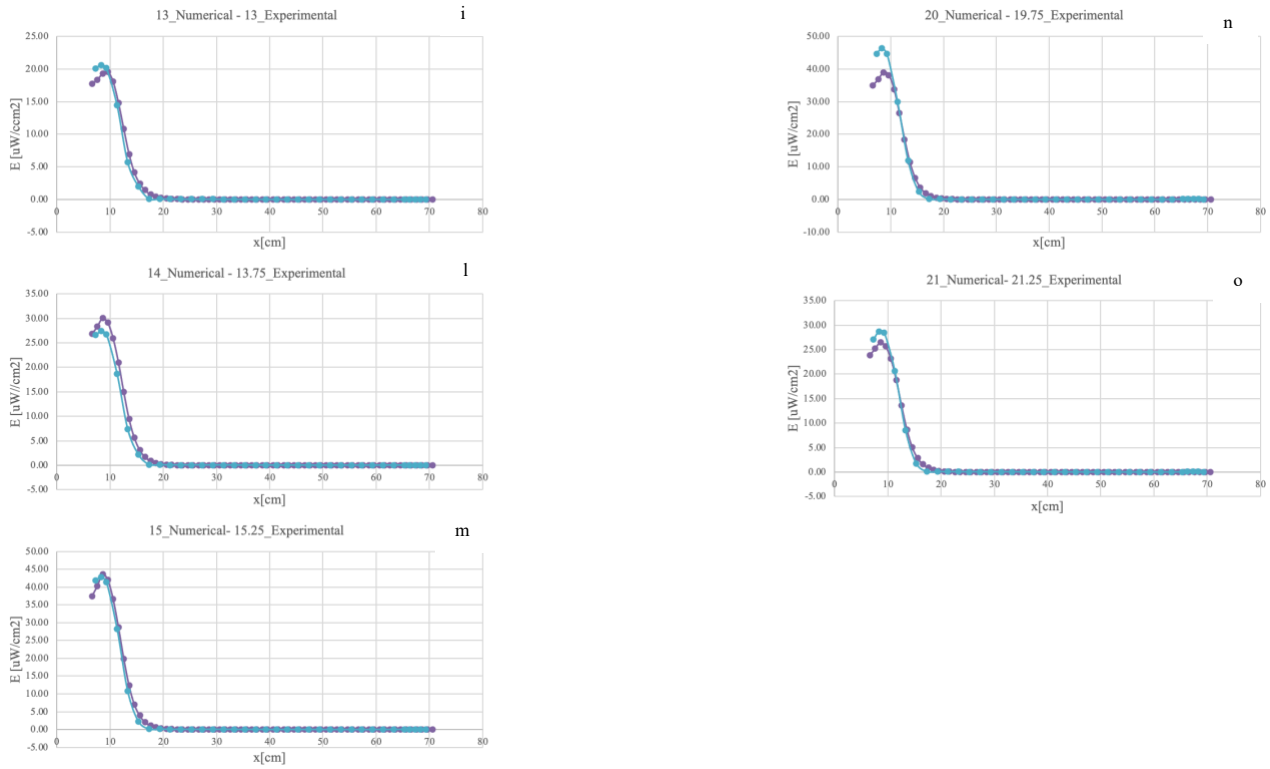 13_Numerical - 13_Experimental
i
25.00
20.00
15.00
10.00
5.00
0.00
-5.00
0 10 20 30 40 50 60 70 80
E [uW/ccm2]
x[cm]
14_Numerical - 13.75_Experimental
l
35.00
30.00
25.00
20.00
15.00
10.00
5.00
0.00
-5.00
0 10 20 30 40 50 60 70 80
E [uW//cm2]
x[cm]
15_Numerical- 15.25_Experimental
m
50.00
45.00
40.00
35.00
30.00
25.00
20.00
15.00
10.00
5.00
0.00
-5.00
0 10 20 30 40 50 60 70 80
E [uW/cm2]
x[cm]
20_Numerical - 19.75_Experimental
n
50.00
40.00
30.00
20.00
10.00
0.00
-10.00
0 10 20 30 40 50 60 70 80
E [uW/cm2]
x[cm]
21_Numerical- 21.25_Experimental
o
35.00
30.00
25.00
20.00
15.00
10.00
5.00
0.00
-5.00
0 10 20 30 40 50 60 70 80
E [uW/cm2]
x[cm]